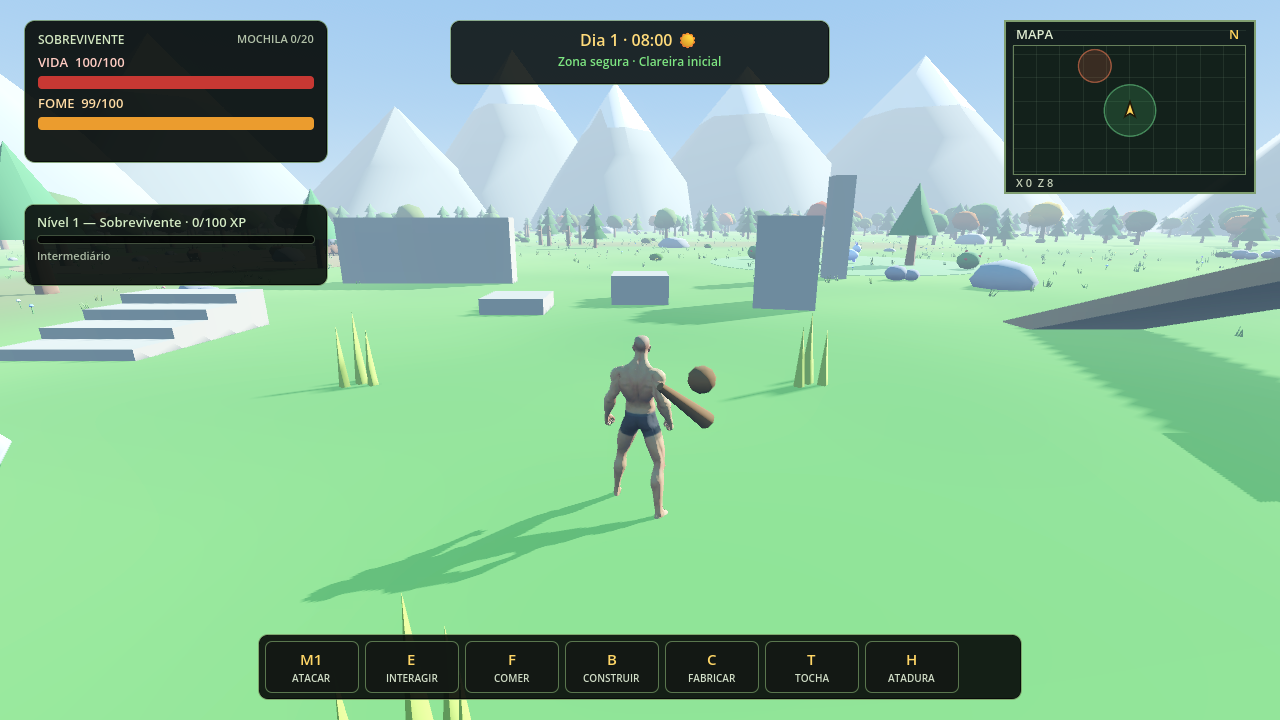 SOBREVIVENTE MOCHILA 0/20
VIDA 100/100
FOME 99/100
Dia 1 · 08:00
Zona segura · Clareira inicial
MAPA N
X 0 Z 8
Nível 1 — Sobrevivente · 0/100 XP
Intermediário
M1 E F B C T H
ATACAR INTERAGIR COMER CONSTRUIR FABRICAR TOCHA ATADURA